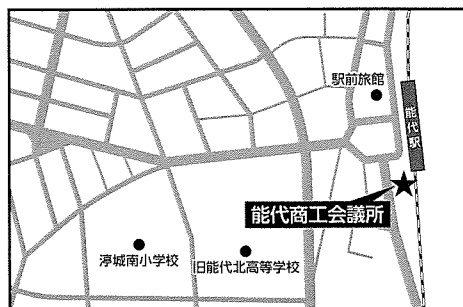 駅前旅館
能代駅
能代商工会議所
渟城南小学校
旧能代北高等学校